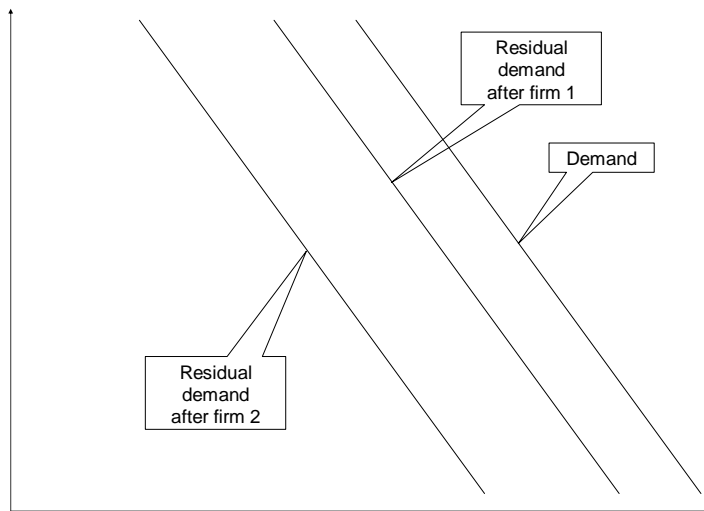 Residual
demand
after firm 1
Demand
Residual
demand
after firm 2